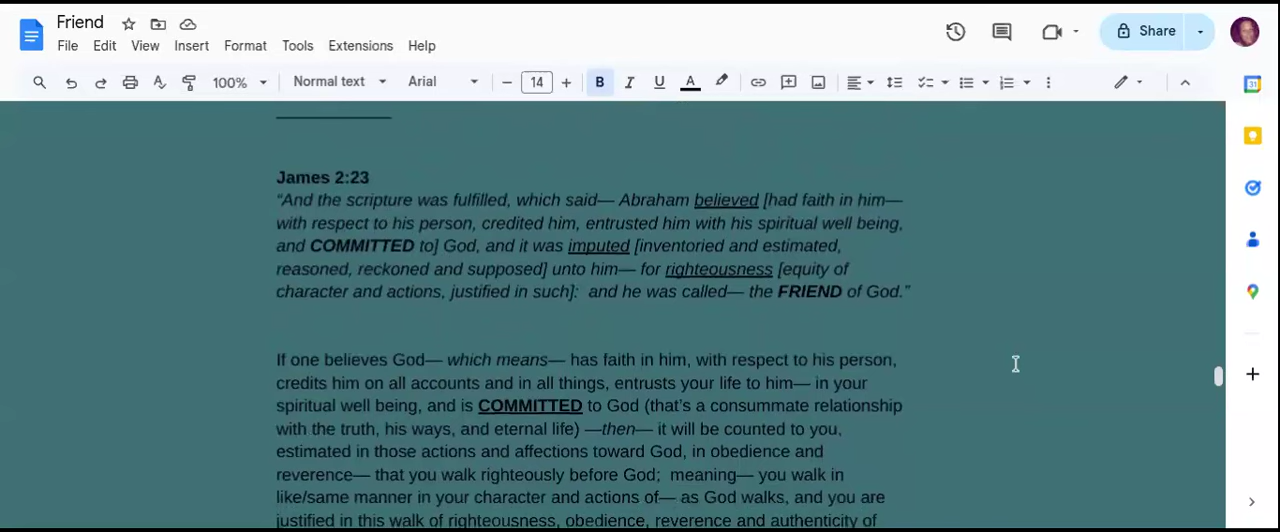 Friend
File Edit View Insert Format Tools Extensions Help
Share
100% Normal text Arial 14 B I U A
James 2:23
“And the scripture was fulfilled, which said— Abraham believed [had faith in him—
with respect to his person, credited him, entrusted him with his spiritual well being,
and COMMITTED to] God, and it was imputed [inventoried and estimated,
reasoned, reckoned and supposed] unto him— for righteousness [equity of
character and actions, justified in such]:  and he was called— the FRIEND of God.”
If one believes God— which means— has faith in him, with respect to his person,
credits him on all accounts and in all things, entrusts your life to him— in your
spiritual well being, and is COMMITTED to God (that’s a consummate relationship
with the truth, his ways, and eternal life) —then— it will be counted to you,
estimated in those actions and affections toward God, in obedience and
reverence— that you walk righteously before God;  meaning— you walk in
like/same manner in your character and actions of— as God walks, and you are
justified in this walk of righteousness, obedience, reverence and authenticity of
31